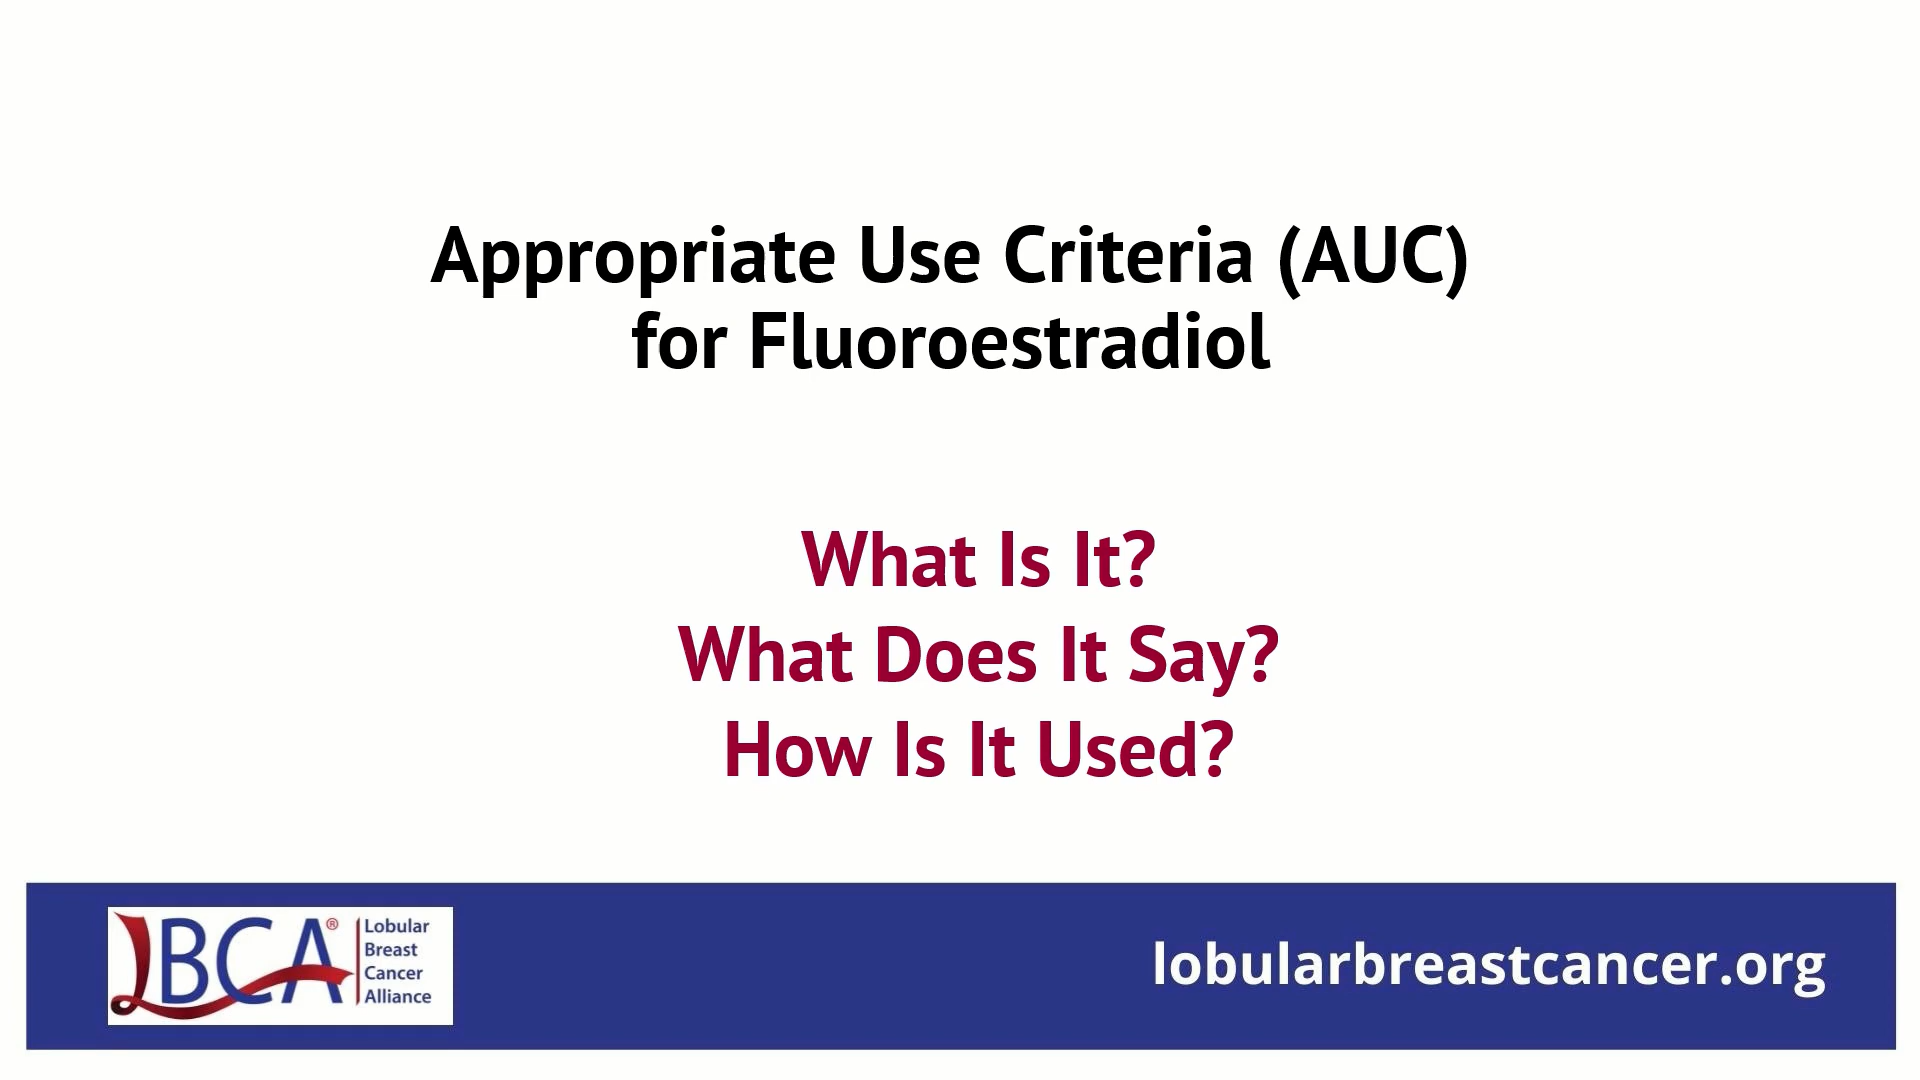 Appropriate Use Criteria (AUC)
for Fluoroestradiol
What Is It?
What Does It Say?
How Is It Used?
LBCA®
Lobular
Breast
Cancer
Alliance
lobularbreastcancer.org